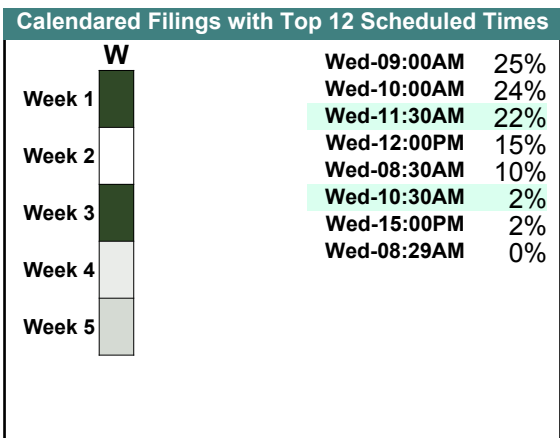 Calendared Filings with Top 12 Scheduled Times
W
Week 1
Week 2
Week 3
Week 4
Week 5
Wed-09:00AM 25%
Wed-10:00AM 24%
Wed-11:30AM 22%
Wed-12:00PM 15%
Wed-08:30AM 10%
Wed-10:30AM 2%
Wed-15:00PM 2%
Wed-08:29AM 0%